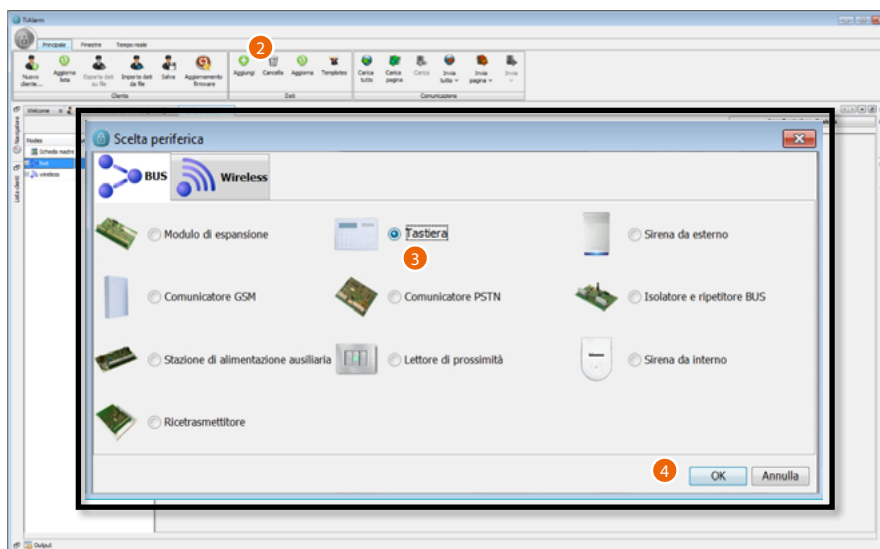 TiAlarm
Principale Finestre Tempo reale
2
Nuovo cliente...
Aggiorna lista
Esporta dati su file
Importa dati da file
Salva
Aggiornamento firmware
Aggiungi
Cancella
Aggiorna
Templates
Carica tutto
Carica pagina
Carica
Invia tutto
Invia pagina
Invia
Cliente
Dati
Comunicazione
Welcome
Navigatore
Lista clienti
Nodes
Scheda madre
bus
wireless
Scelta periferica
BUS
Wireless
Modulo di espansione
Tastiera
Sirena da esterno
3
Comunicatore GSM
Comunicatore PSTN
Isolatore e ripetitore BUS
Stazione di alimentazione ausiliaria
Lettore di prossimità
Sirena da interno
Ricetrasmettitore
4
OK
Annulla
Output